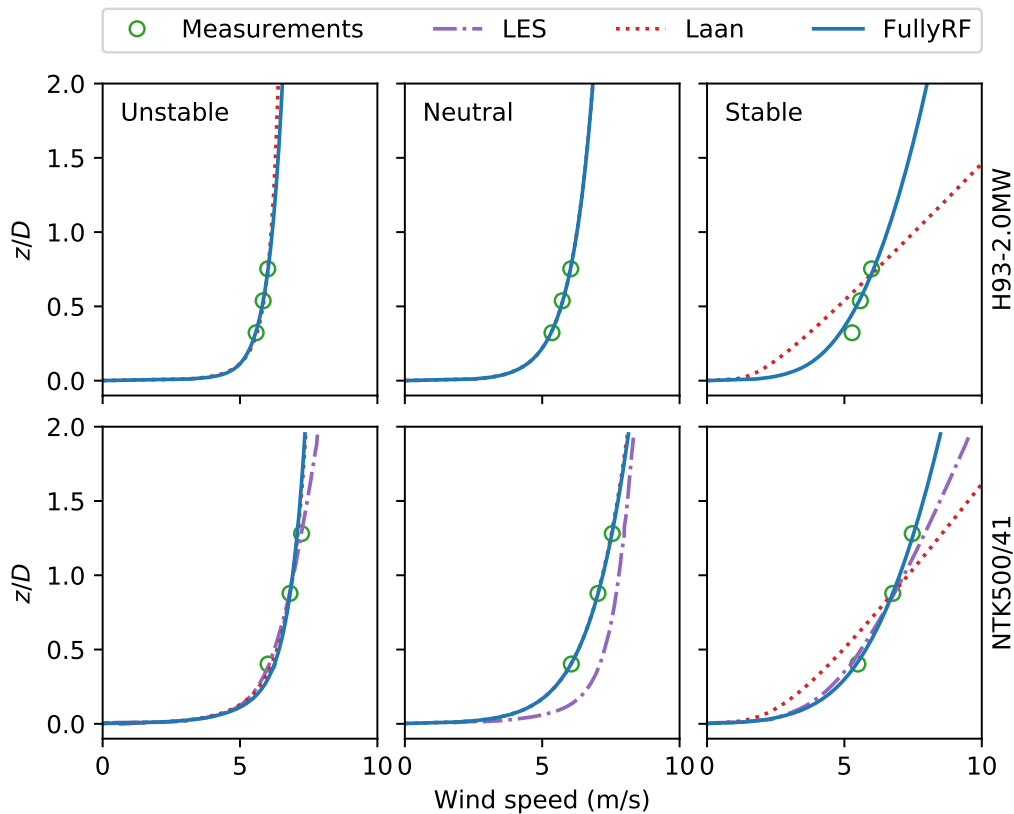 Measurements LES Laan FullyRF
Unstable Neutral Stable
2.0
1.5
1.0
0.5
0.0
z/D
H93-2.0MW
2.0
1.5
1.0
0.5
0.0
z/D
NTK500/41
0 5 10 0 5 10 0 5 10
Wind speed (m/s)